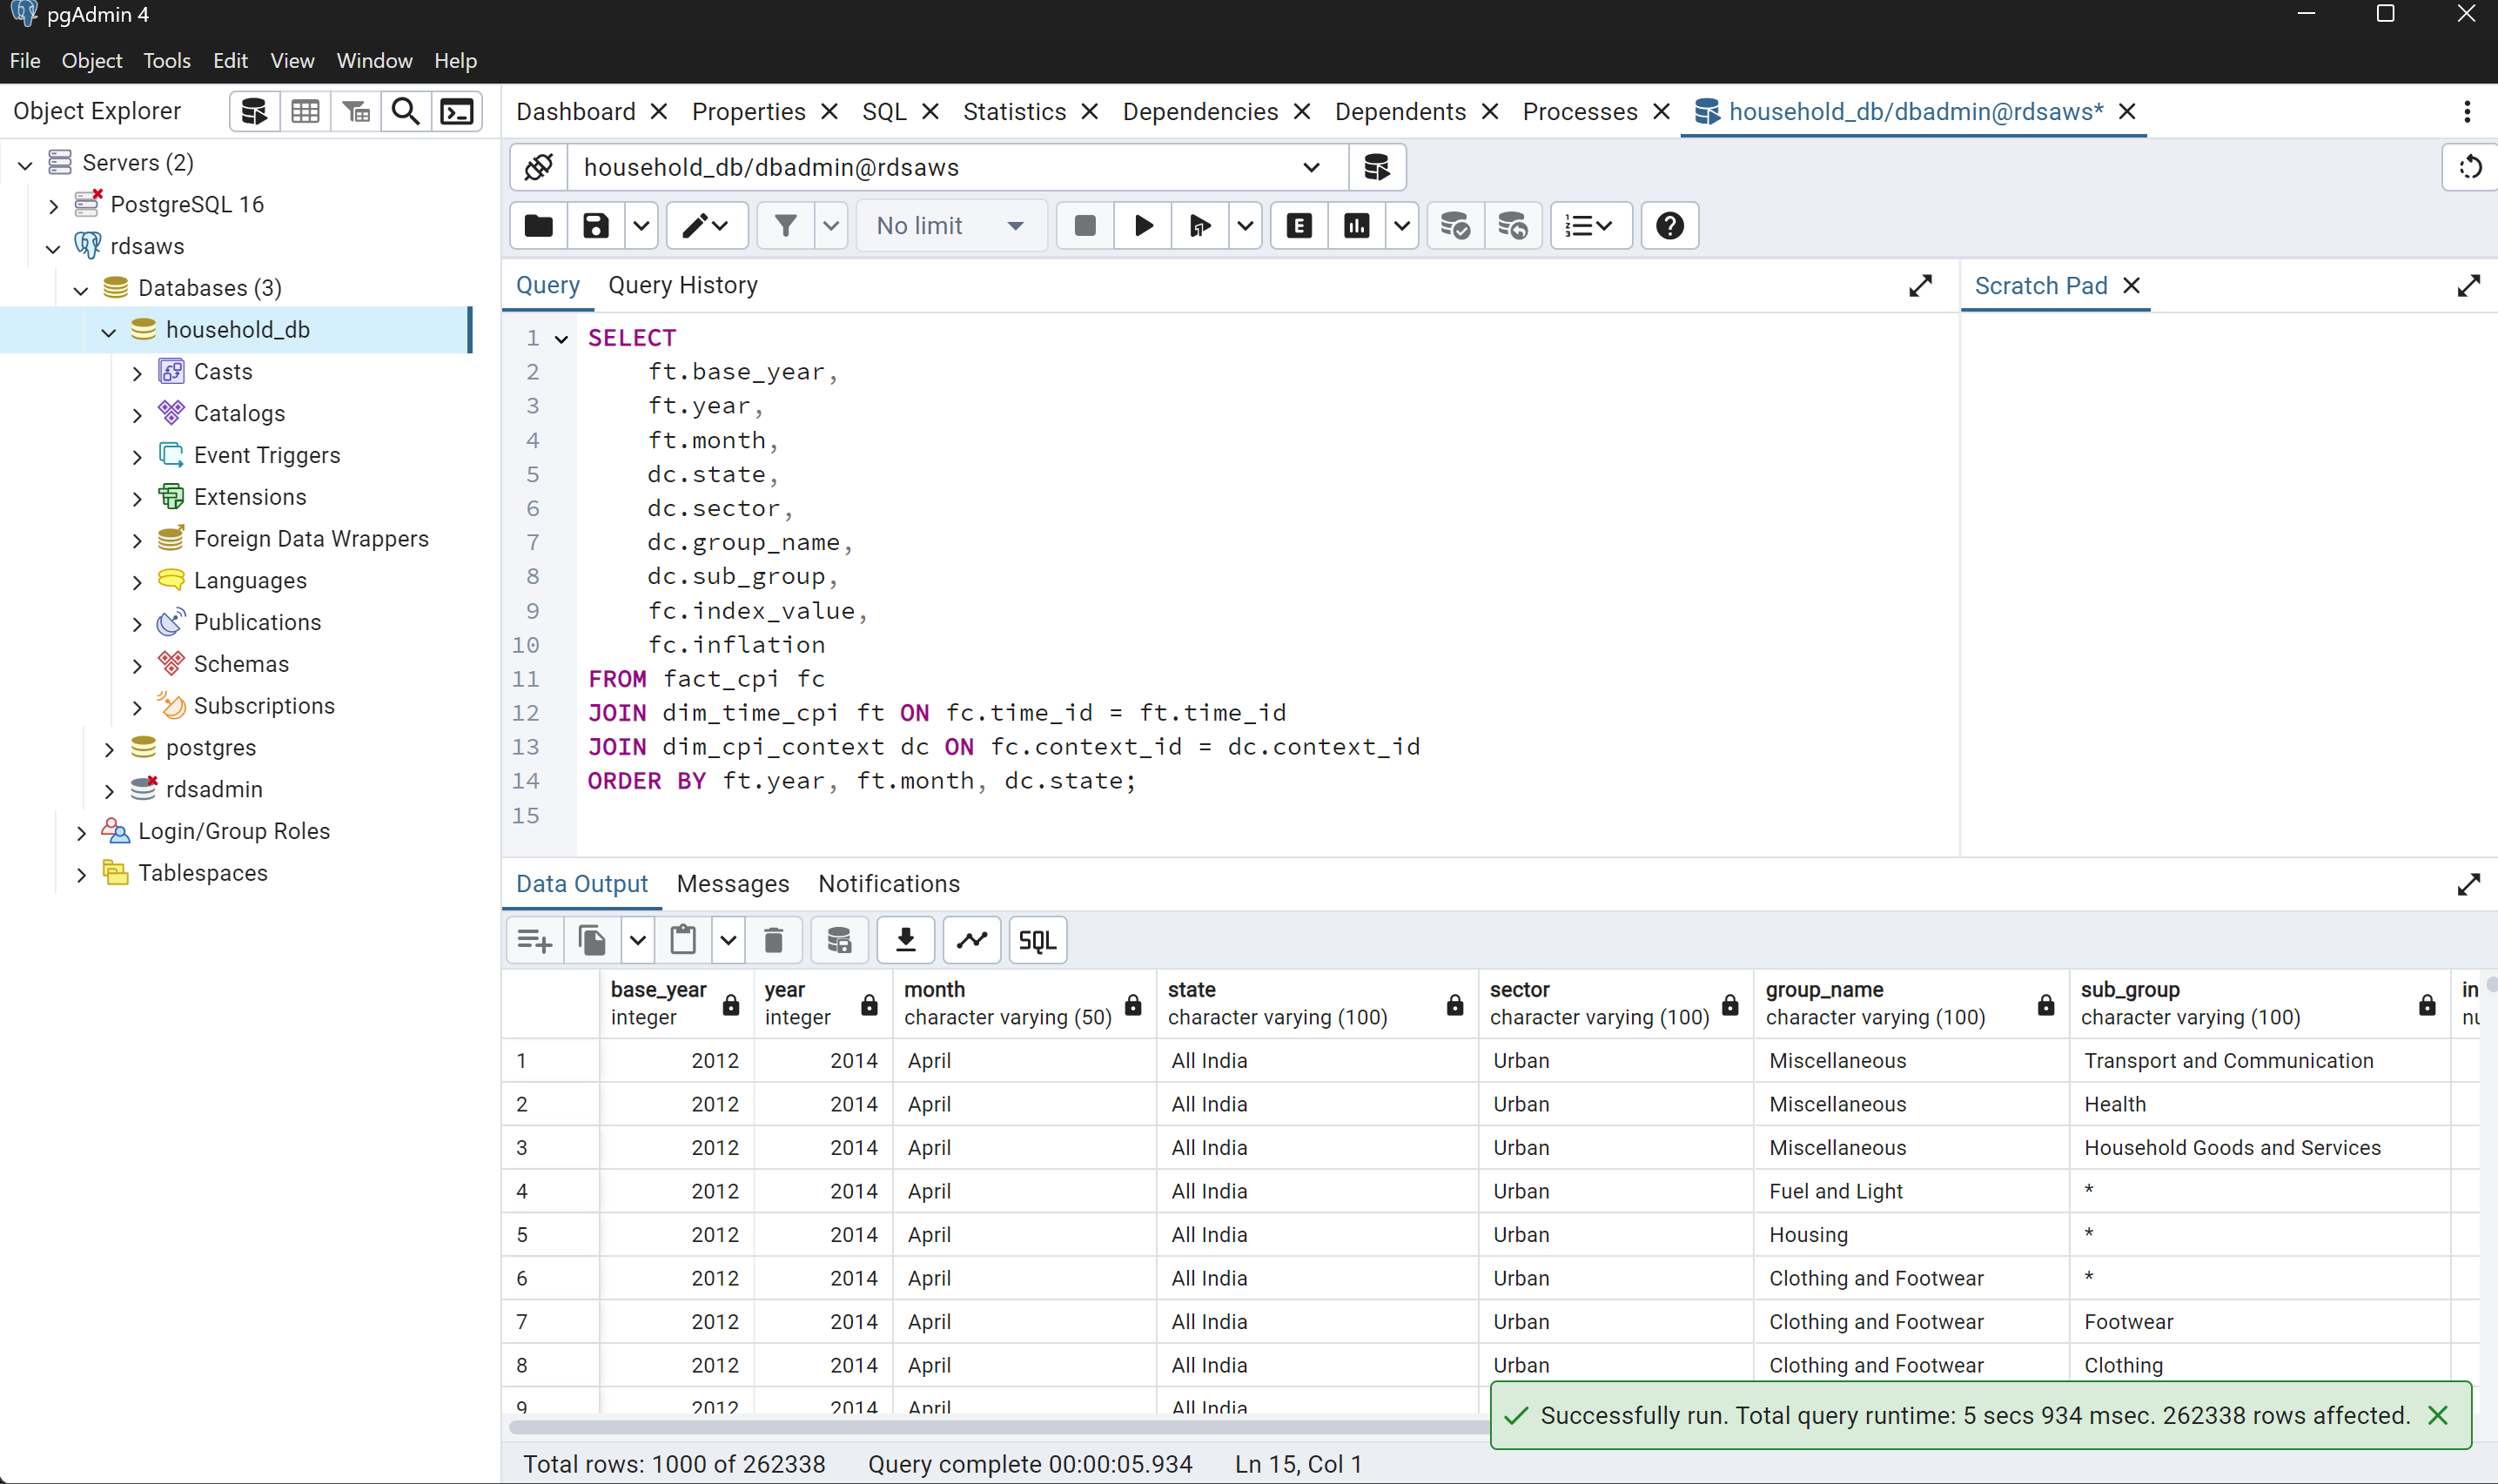 pgAdmin 4
File Object Tools Edit View Window Help
Object Explorer
Dashboard Properties SQL Statistics Dependencies Dependents Processes household_db/dbadmin@rdsaws*
Servers (2)
PostgreSQL 16
rdsaws
Databases (3)
household_db
Casts
Catalogs
Event Triggers
Extensions
Foreign Data Wrappers
Languages
Publications
Schemas
Subscriptions
postgres
rdsadmin
Login/Group Roles
Tablespaces
household_db/dbadmin@rdsaws
No limit E
Query Query History
Scratch Pad
1 SELECT
2 ft.base_year,
3 ft.year,
4 ft.month,
5 dc.state,
6 dc.sector,
7 dc.group_name,
8 dc.sub_group,
9 fc.index_value,
10 fc.inflation
11 FROM fact_cpi fc
12 JOIN dim_time_cpi ft ON fc.time_id = ft.time_id
13 JOIN dim_cpi_context dc ON fc.context_id = dc.context_id
14 ORDER BY ft.year, ft.month, dc.state;
15
Data Output Messages Notifications
SQL
base_year year month state sector group_name sub_group
integer integer character varying (50) character varying (100) character varying (100) character varying (100) character varying (100)
1 2012 2014 April All India Urban Miscellaneous Transport and Communication
2 2012 2014 April All India Urban Miscellaneous Health
3 2012 2014 April All India Urban Miscellaneous Household Goods and Services
4 2012 2014 April All India Urban Fuel and Light *
5 2012 2014 April All India Urban Housing *
6 2012 2014 April All India Urban Clothing and Footwear *
7 2012 2014 April All India Urban Clothing and Footwear Footwear
8 2012 2014 April All India Urban Clothing and Footwear Clothing
9 2012 2014 April All India
Successfully run. Total query runtime: 5 secs 934 msec. 262338 rows affected.
Total rows: 1000 of 262338 Query complete 00:00:05.934 Ln 15, Col 1